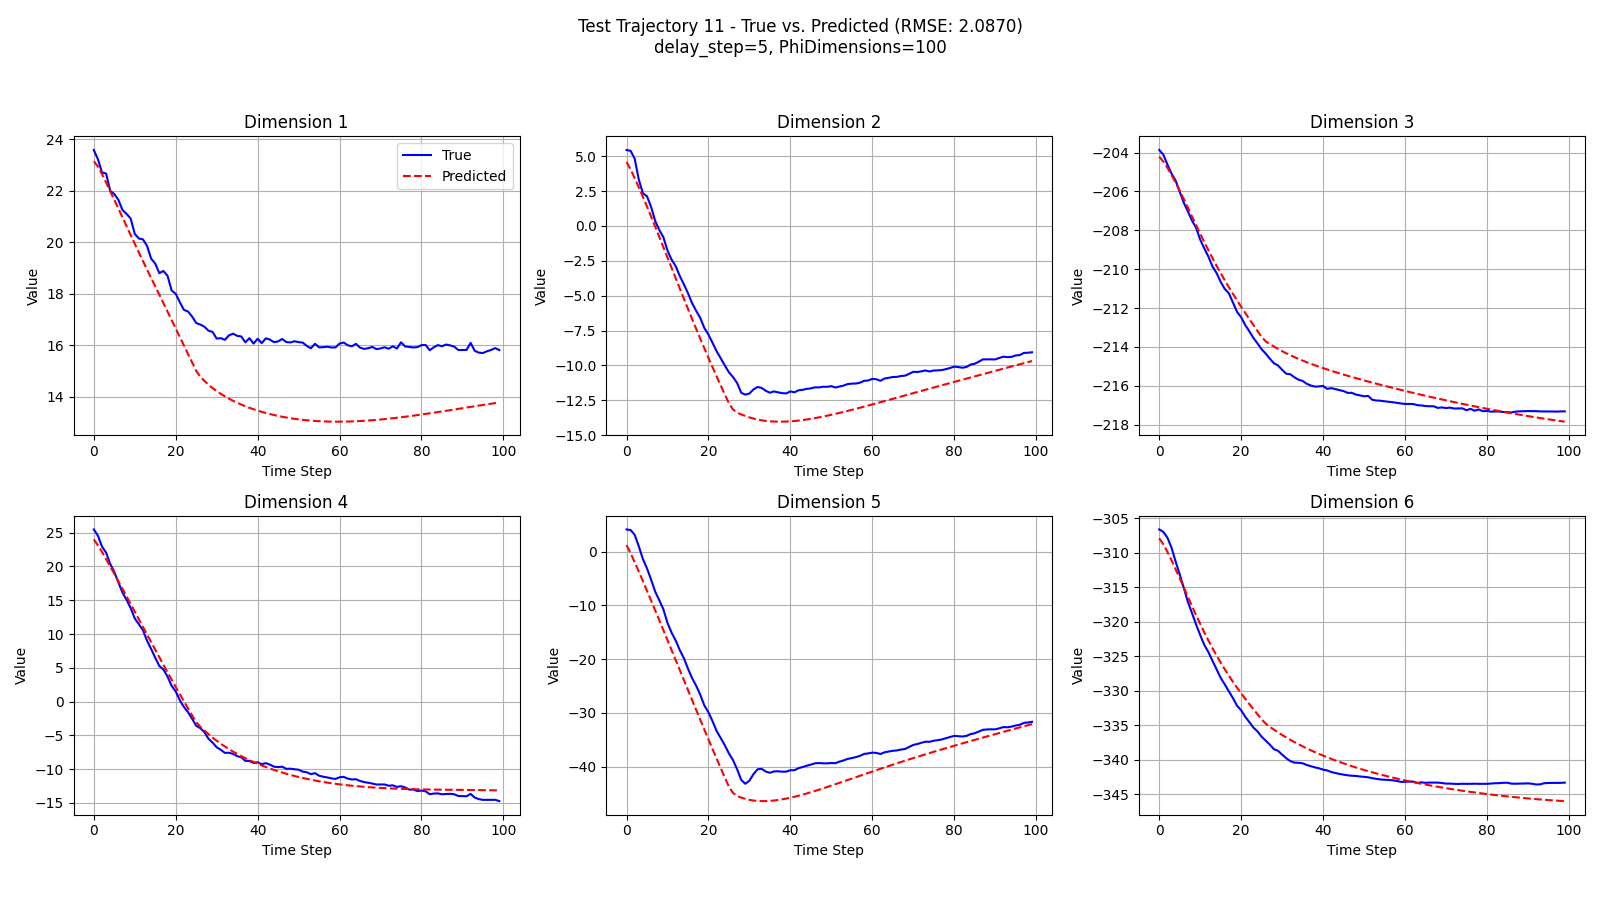 Test Trajectory 11 - True vs. Predicted (RMSE: 2.0870)
delay_step=5, PhiDimensions=100
Dimension 1
True
Predicted
24
22
20
18
16
14
Value
0 20 40 60 80 100
Time Step
Dimension 2
5.0
2.5
0.0
−2.5
−5.0
−7.5
−10.0
−12.5
−15.0
Value
0 20 40 60 80 100
Time Step
Dimension 3
−204
−206
−208
−210
−212
−214
−216
−218
Value
0 20 40 60 80 100
Time Step
Dimension 4
25
20
15
10
5
0
−5
−10
−15
Value
0 20 40 60 80 100
Time Step
Dimension 5
0
−10
−20
−30
−40
Value
0 20 40 60 80 100
Time Step
Dimension 6
−305
−310
−315
−320
−325
−330
−335
−340
−345
Value
0 20 40 60 80 100
Time Step